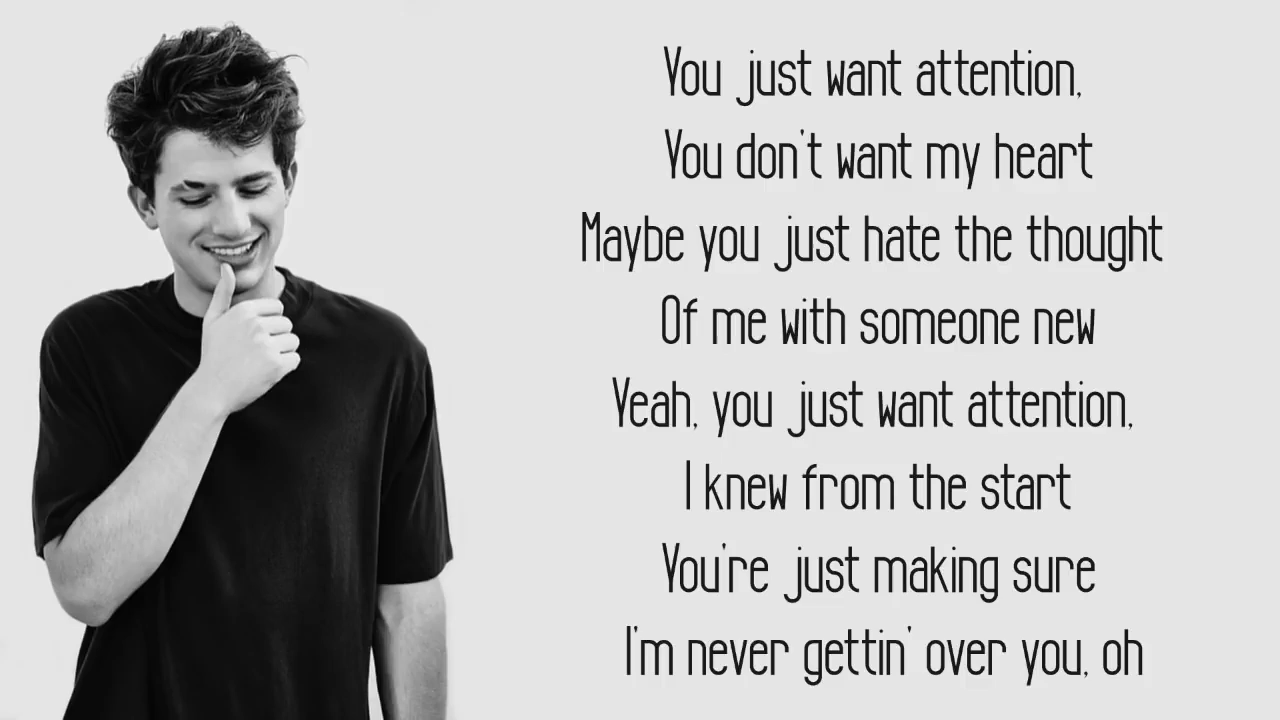 You just want attention,
You don't want my heart
Maybe you just hate the thought
Of me with someone new
Yeah, you just want attention,
I knew from the start
You're just making sure
I'm never gettin' over you, oh